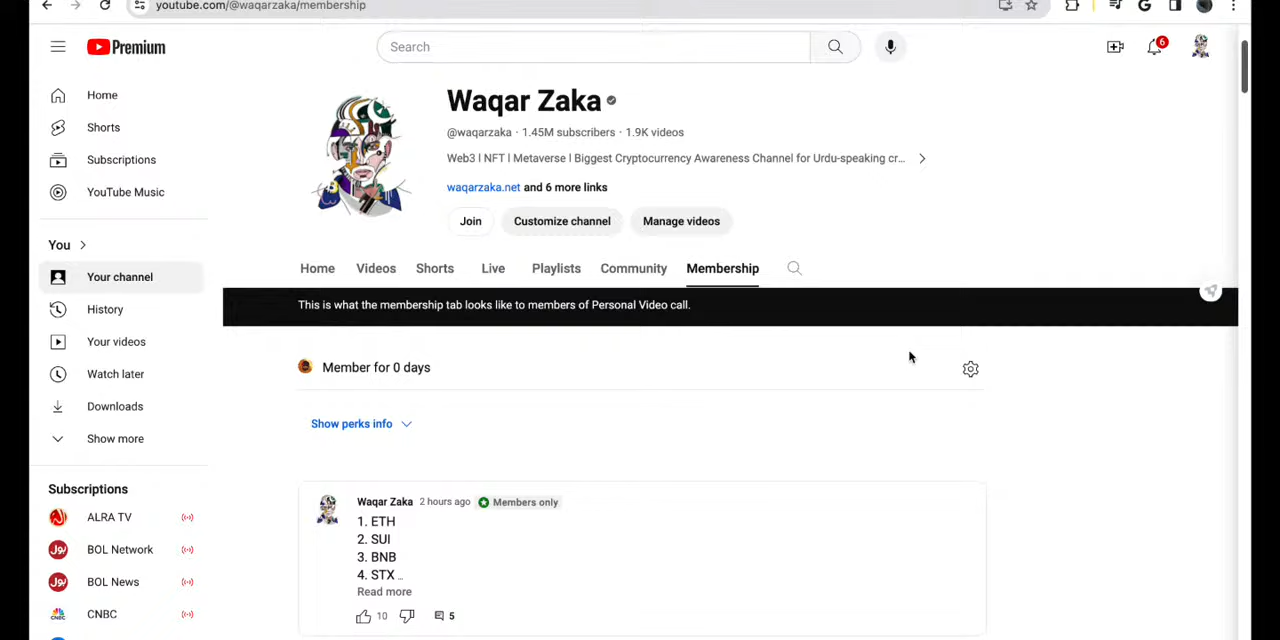 youtube.com/@waqarzaka/membership
Premium
Search
6
Home
Shorts
Subscriptions
YouTube Music
You
Your channel
History
Your videos
Watch later
Downloads
Show more
Subscriptions
ALRA TV
BOL Network
BOL News
CNBC
Waqar Zaka
@waqarzaka · 1.45M subscribers · 1.9K videos
Web3 l NFT l Metaverse l Biggest Cryptocurrency Awareness Channel for Urdu-speaking cr...
waqarzaka.net and 6 more links
Join Customize channel Manage videos
Home Videos Shorts Live Playlists Community Membership
This is what the membership tab looks like to members of Personal Video call.
Member for 0 days
Show perks info
Waqar Zaka 2 hours ago Members only
1. ETH
2. SUI
3. BNB
4. STX ...
Read more
10 5